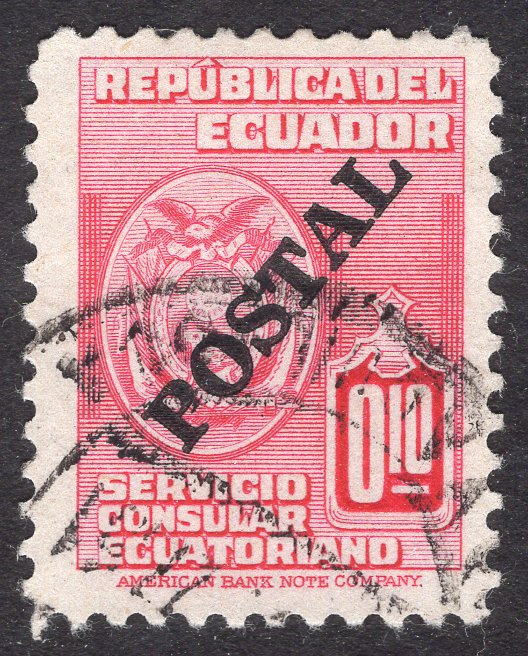 REPÚBLICA DEL
ECUADOR
POSTAL
0,10
SERVICIO
CONSULAR
ECUATORIANO
AMERICAN BANK NOTE COMPANY.